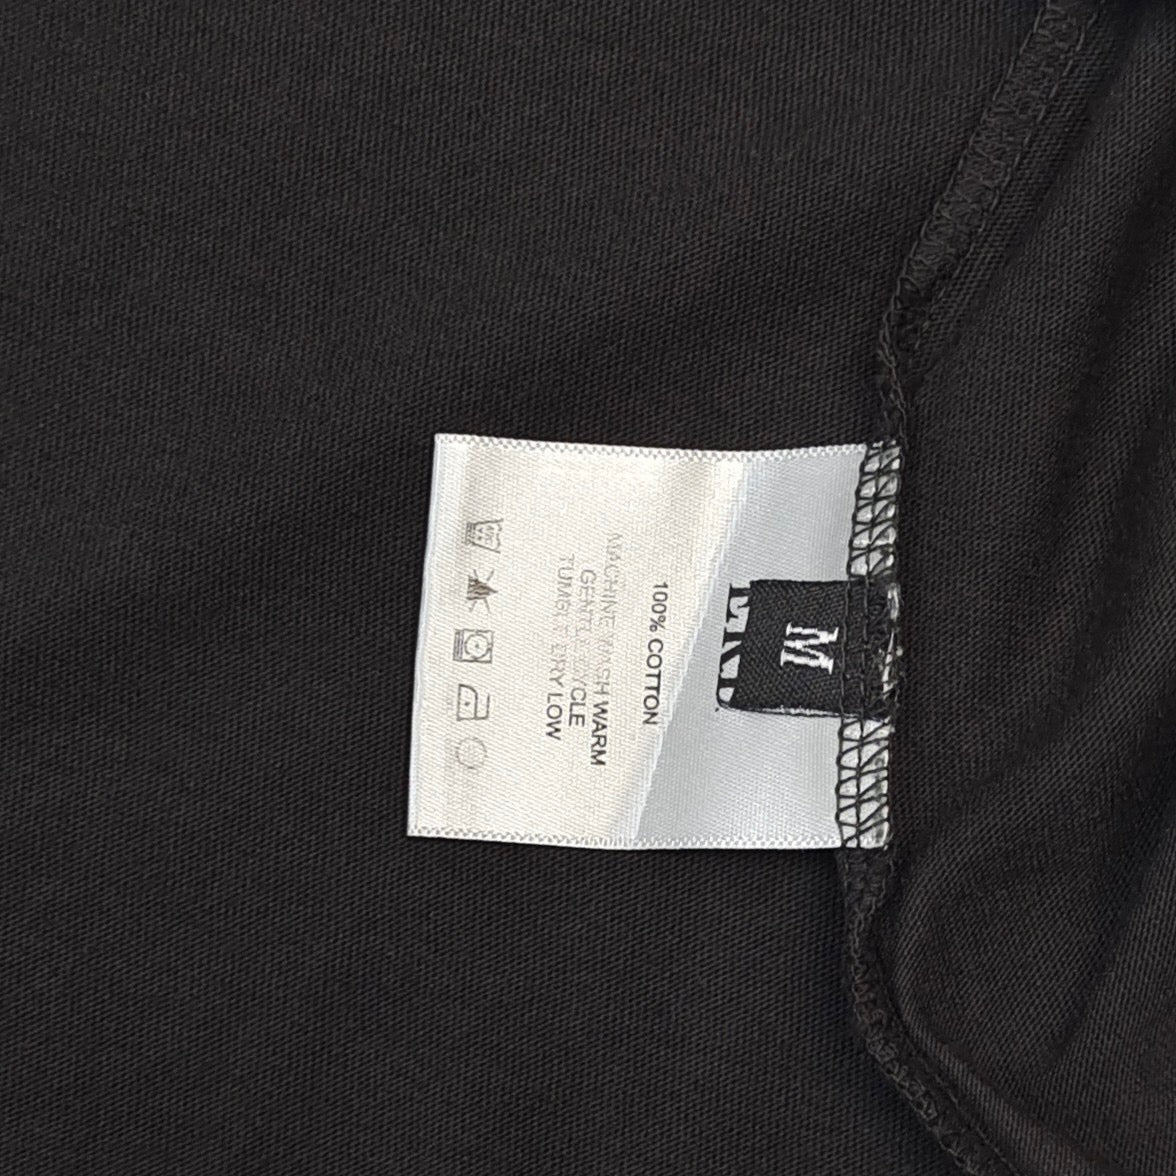 M
100% COTTON
MACHINE WASH WARM
GENTLE CYCLE
TUMBLE DRY LOW